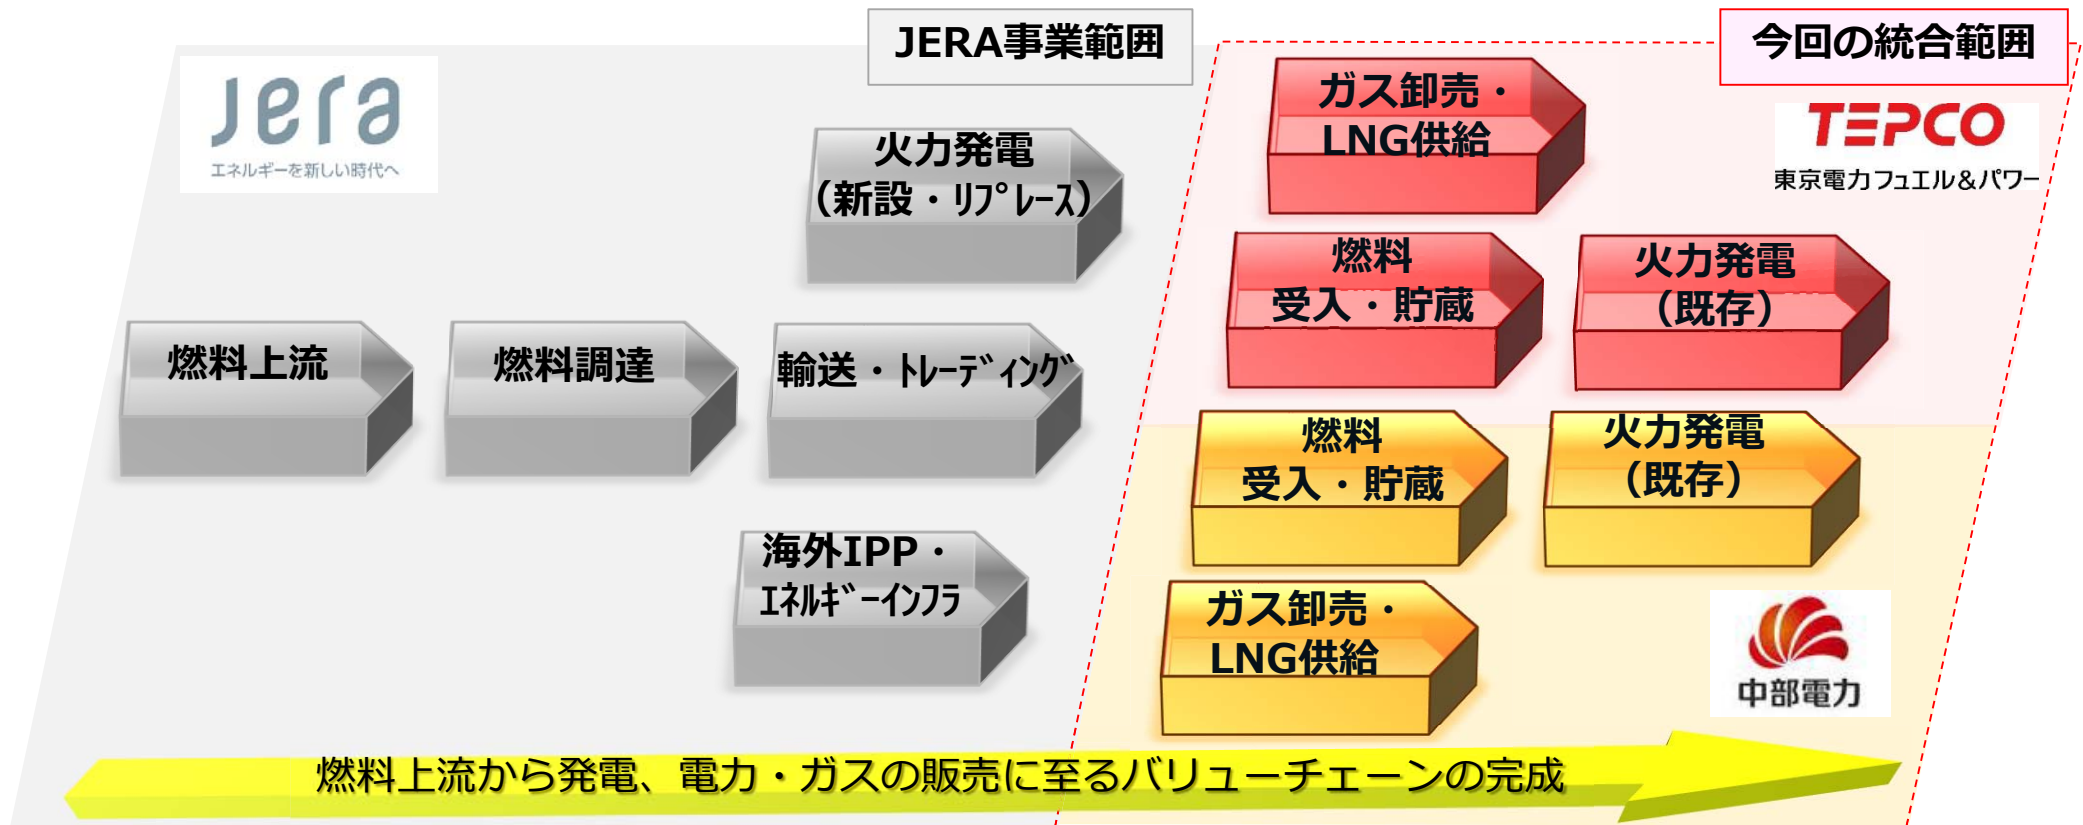 JERA事業範囲
今回の統合範囲
Jera
エネルギーを新しい時代へ
TEPCO
東京電力フュエル&パワー
火力発電
（新設・ﾘﾌﾟﾚｰｽ）
ガス卸売・
LNG供給
燃料
受入・貯蔵
火力発電
（既存）
燃料上流
燃料調達
輸送・ﾄﾚｰﾃﾞｨﾝｸﾞ
燃料
受入・貯蔵
火力発電
（既存）
海外IPP・
ｴﾈﾙｷﾞｰｲﾝﾌﾗ
ガス卸売・
LNG供給
中部電力
燃料上流から発電、電力・ガスの販売に至るバリューチェーンの完成